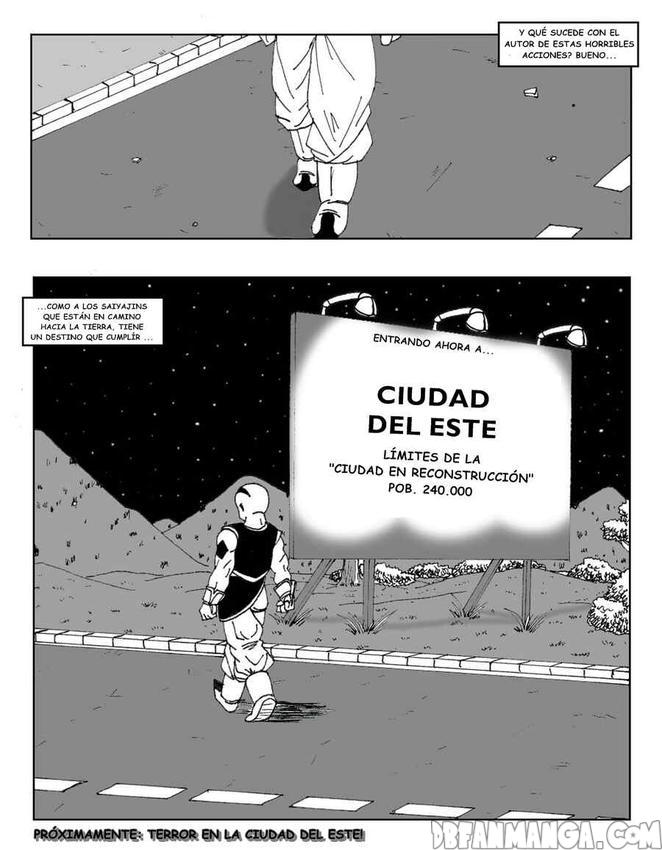 Y QUÉ SUCEDE CON EL
AUTOR DE ESTAS HORRIBLES
ACCIONES? BUENO...
...COMO A LOS SAIYAJINS
QUE ESTÁN EN CAMINO
HACIA LA TIERRA, TIENE
UN DESTINO QUE CUMPLÍR ...
ENTRANDO AHORA A...
CIUDAD
DEL ESTE
LÍMITES DE LA
"CIUDAD EN RECONSTRUCCIÓN"
POB. 240.000
PRÓXIMAMENTE: TERROR EN LA CIUDAD DEL ESTE!
DBFANMANGA.COM